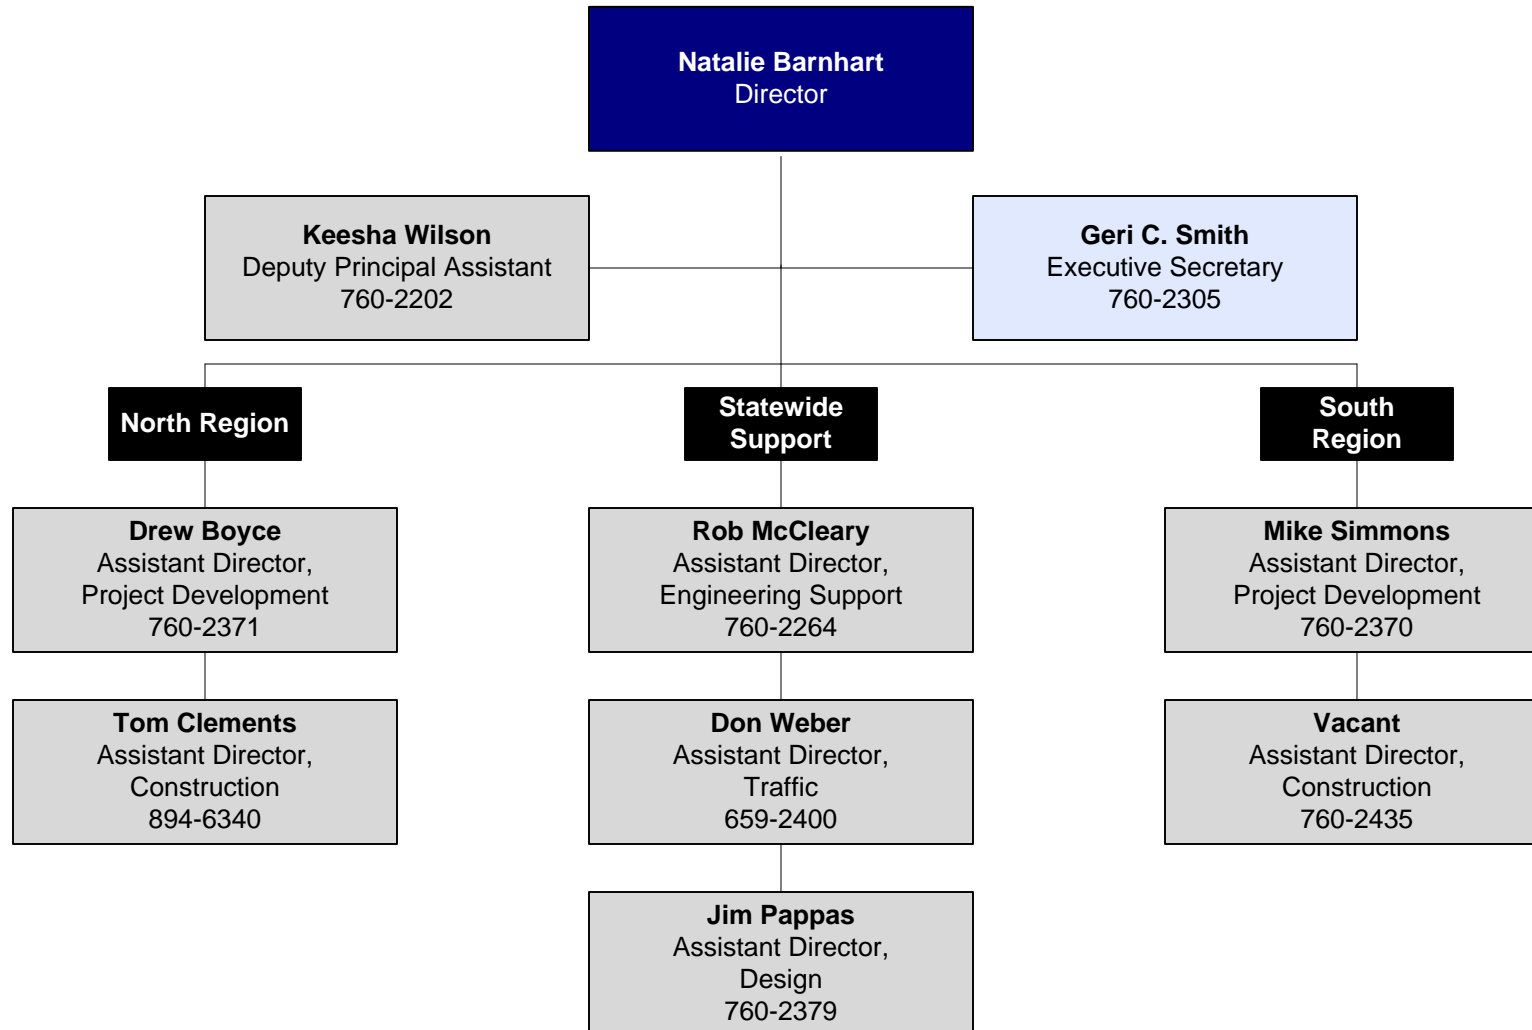 Natalie Barnhart
Director
Keesha Wilson
Deputy Principal Assistant
760-2202
Geri C. Smith
Executive Secretary
760-2305
North Region
Statewide
Support
South
Region
Drew Boyce
Assistant Director,
Project Development
760-2371
Rob McCleary
Assistant Director,
Engineering Support
760-2264
Mike Simmons
Assistant Director,
Project Development
760-2370
Tom Clements
Assistant Director,
Construction
894-6340
Don Weber
Assistant Director,
Traffic
659-2400
Vacant
Assistant Director,
Construction
760-2435
Jim Pappas
Assistant Director,
Design
760-2379